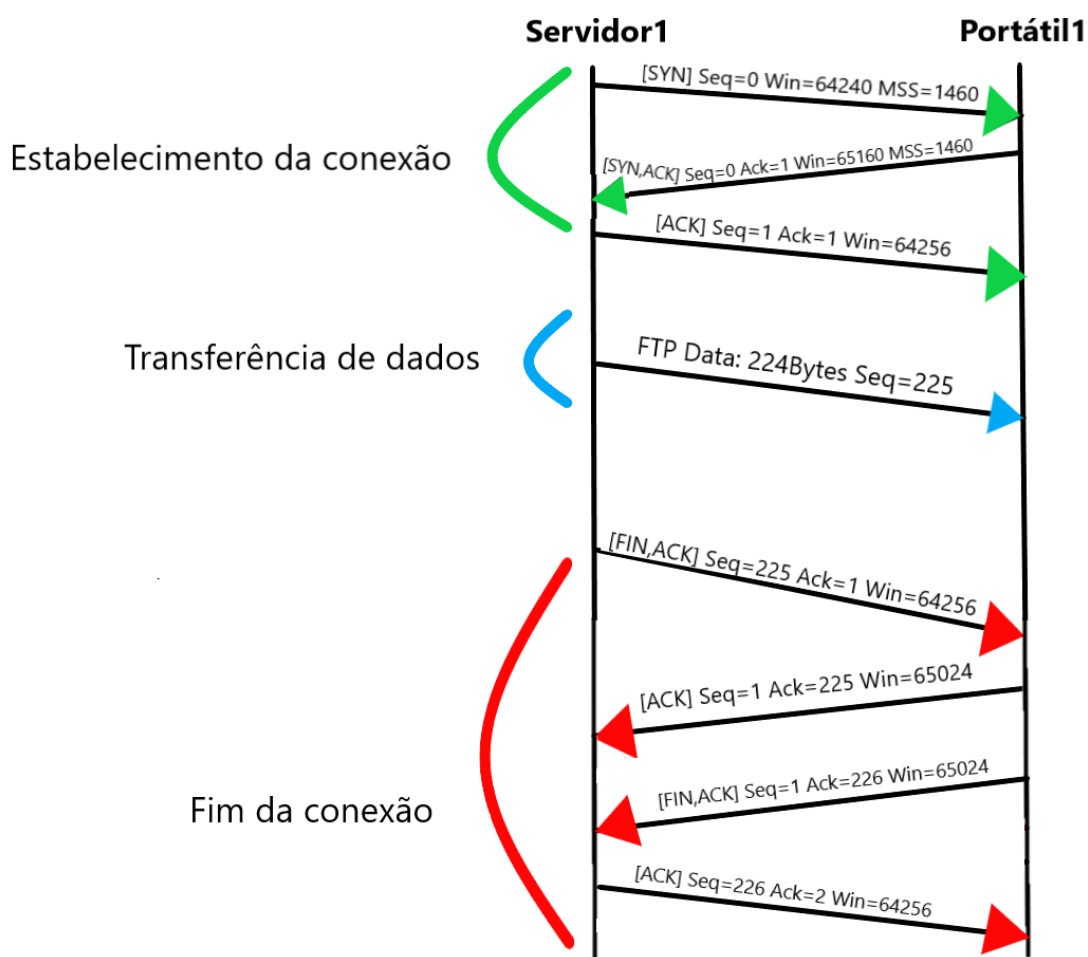 Servidor1
Portátil1
[SYN] Seq=0 Win=64240 MSS=1460
Estabelecimento da conexão
[SYN,ACK] Seq=0 Ack=1 Win=65160 MSS=1460
[ACK] Seq=1 Ack=1 Win=64256
Transferência de dados
FTP Data: 224Bytes Seq=225
[FIN,ACK] Seq=225 Ack=1 Win=64256
[ACK] Seq=1 Ack=225 Win=65024
[FIN,ACK] Seq=1 Ack=226 Win=65024
Fim da conexão
[ACK] Seq=226 Ack=2 Win=64256